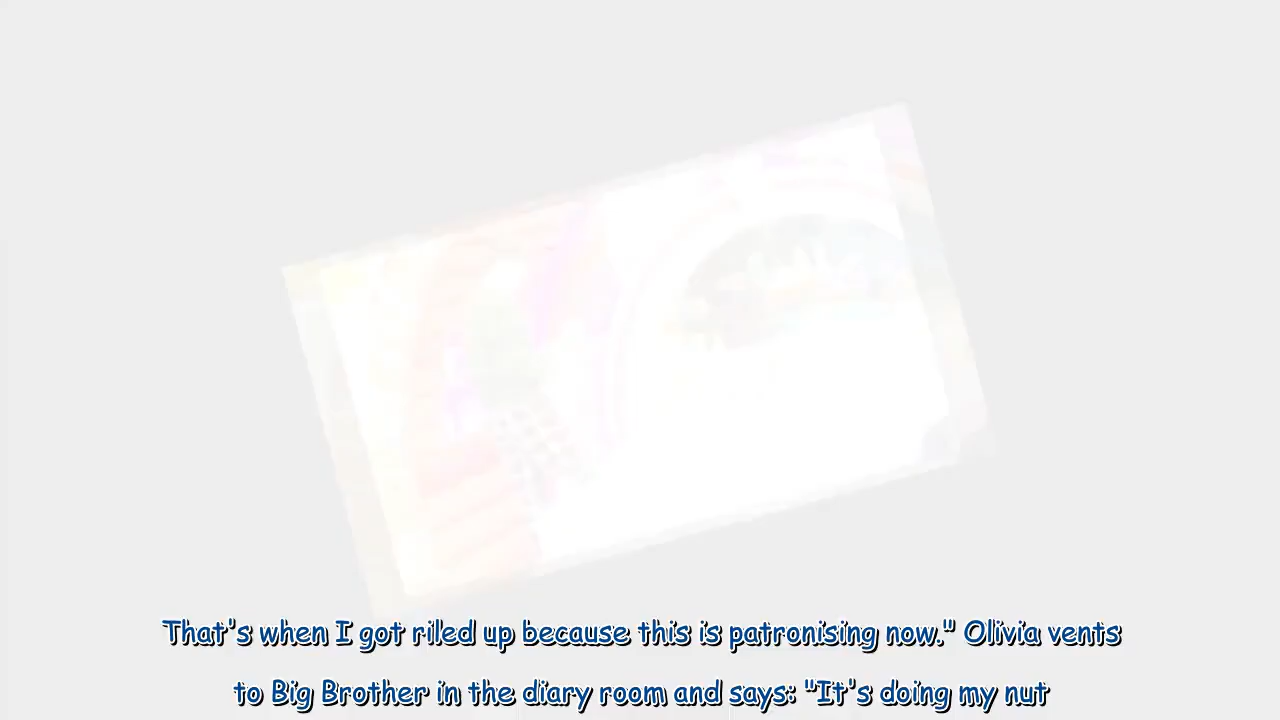 That's when I got riled up because this is patronising now." Olivia vents
to Big Brother in the diary room and says: "It's doing my nut